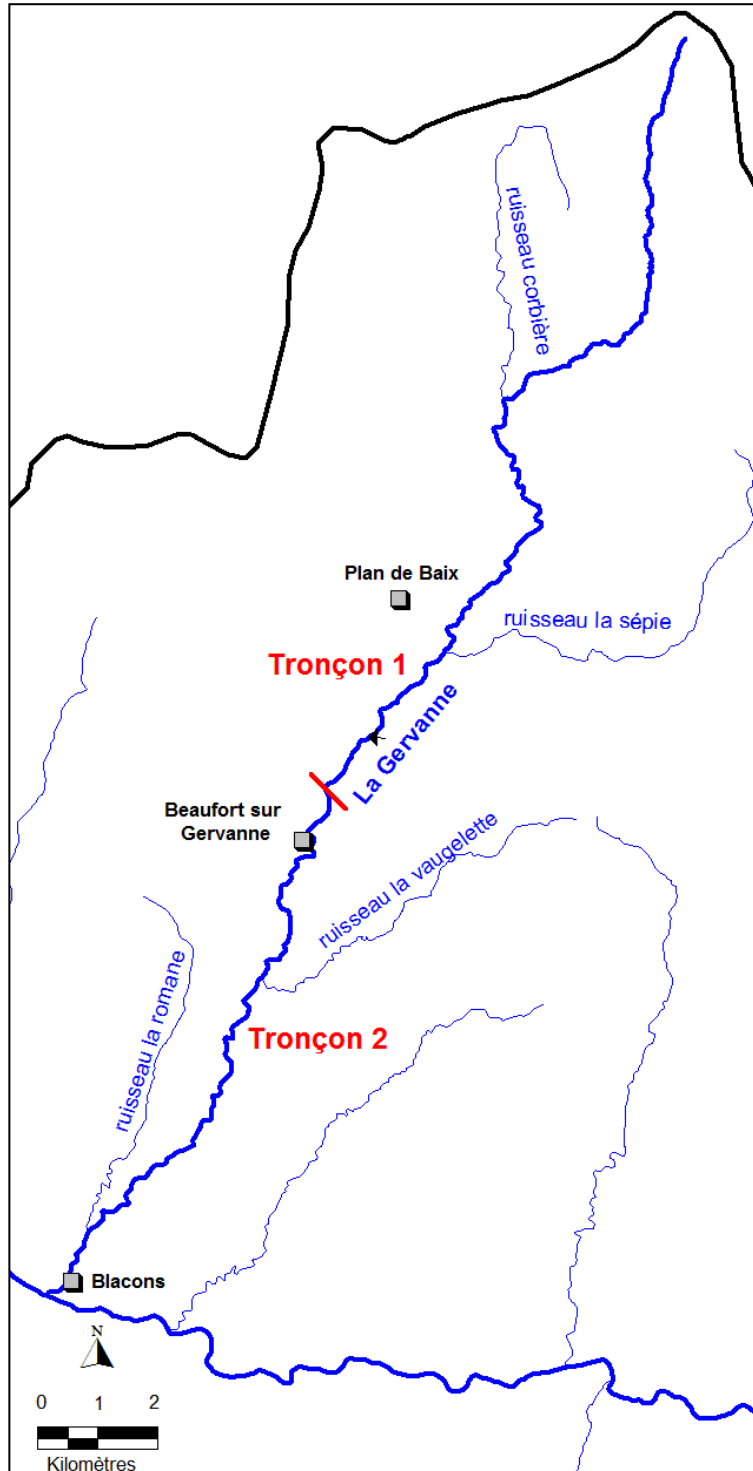 ruisseau corbière
Plan de Baix
ruisseau la sépie
Tronçon 1
La Gervanne
Beaufort sur
Gervanne
ruisseau la vaugelette
ruisseau la romane
Tronçon 2
Blacons
N
0 1 2
Kilomètres